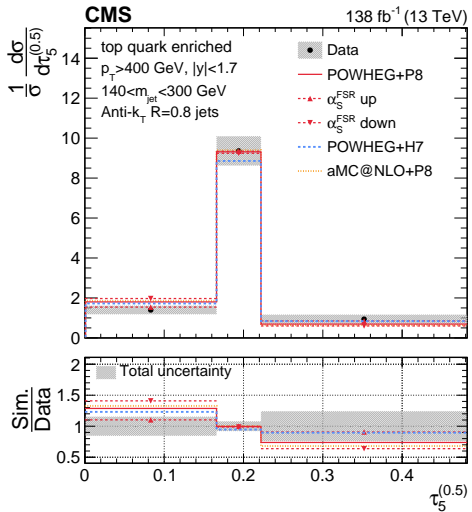 CMS 138 fb⁻¹ (13 TeV)
1/σ dσ/dτ₅^(0.5)
top quark enriched
p_T>400 GeV, |y|<1.7
140<m_jet<300 GeV
Anti-k_T R=0.8 jets
Data
POWHEG+P8
α_S^FSR up
α_S^FSR down
POWHEG+H7
aMC@NLO+P8
14
12
10
8
6
4
2
0
Total uncertainty
Sim.
Data
2
1.5
1
0.5
0 0.1 0.2 0.3 0.4
τ₅^(0.5)